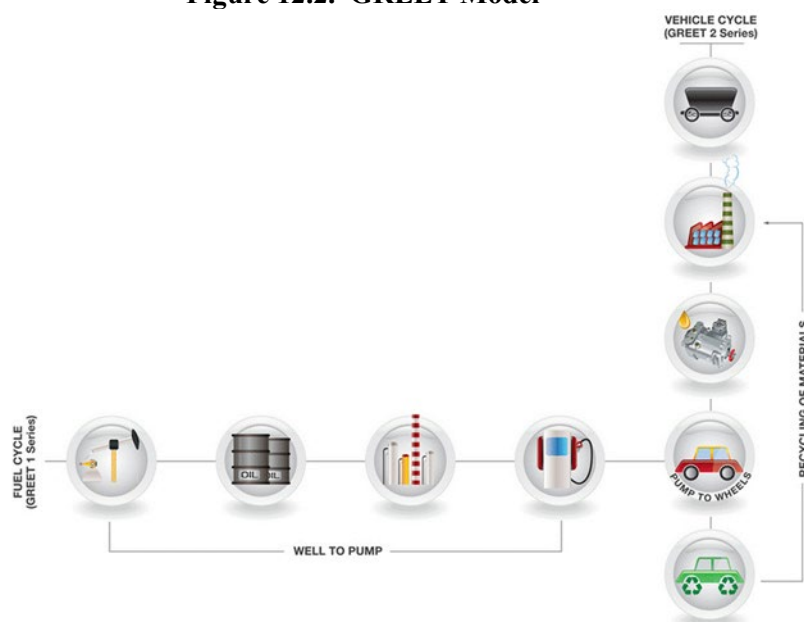 Figure 12.2. GREET Model
VEHICLE CYCLE
(GREET 2 Series)
RECYCLING OF MATERIALS
FUEL CYCLE
(GREET 1 Series)
OIL
OIL
PUMP TO WHEELS
WELL TO PUMP